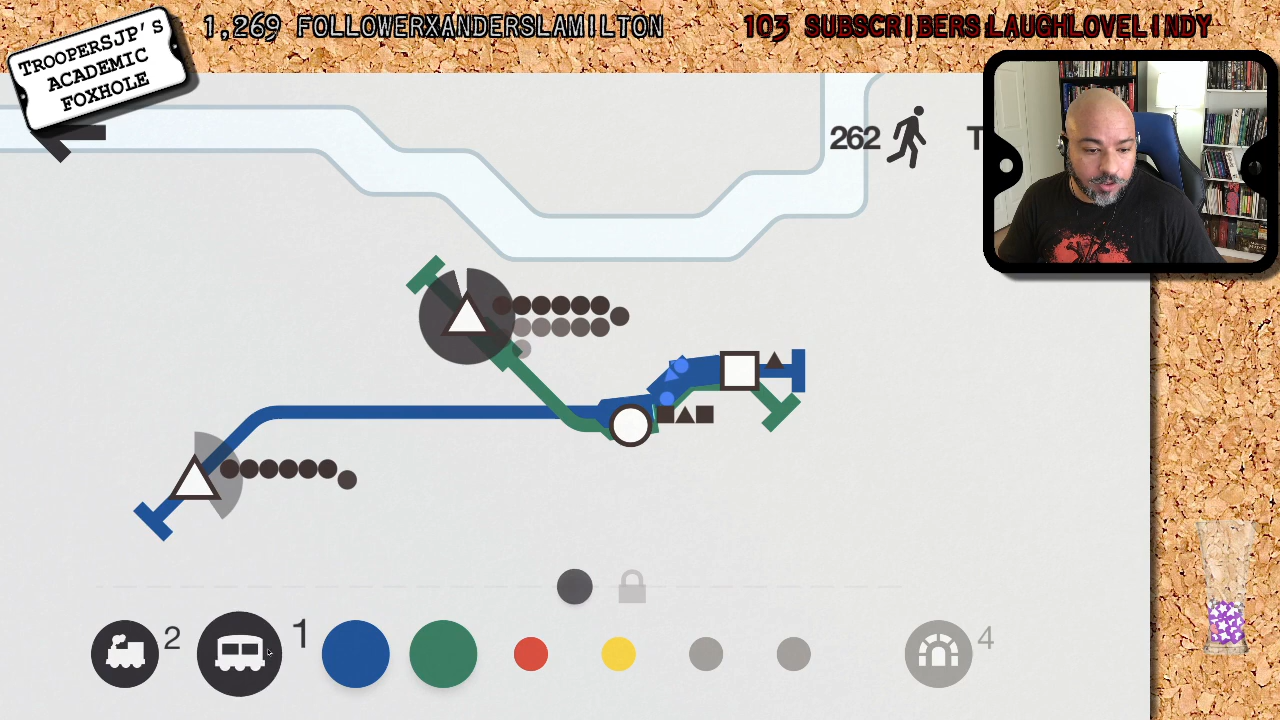 1,269 FOLLOWERXANDERSLAMILTON
103 SUBSCRIBERS:LAUGHLOVELINDY
TROOPERSJP'S
ACADEMIC
FOXHOLE
262
T
2
1
4